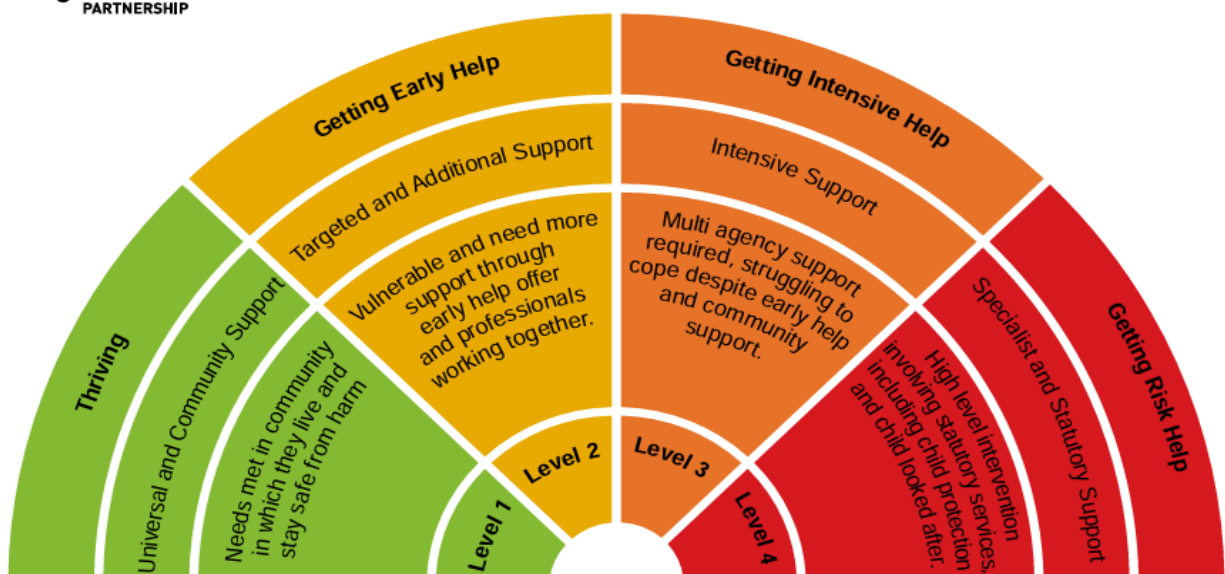 PARTNERSHIP
Thriving
Universal and Community Support
Needs met in community
in which they live and
stay safe from harm
Level 1
Getting Early Help
Targeted and Additional Support
Vulnerable and need more
support through
early help offer
and professionals
working together.
Level 2
Getting Intensive Help
Intensive Support
Multi agency support
required, struggling to
cope despite early help
and community
support.
Level 3
Getting Risk Help
Specialist and Statutory Support
High level intervention
involving statutory services,
including child protection
and child looked after.
Level 4